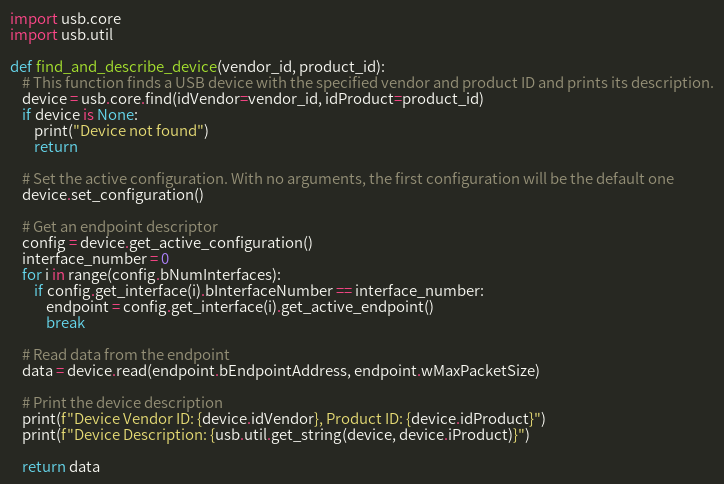 import usb.core
import usb.util

def find_and_describe_device(vendor_id, product_id):
    # This function finds a USB device with the specified vendor and product ID and prints its description.
    device = usb.core.find(idVendor=vendor_id, idProduct=product_id)
    if device is None:
        print("Device not found")
        return

    # Set the active configuration. With no arguments, the first configuration will be the default one
    device.set_configuration()

    # Get an endpoint descriptor
    config = device.get_active_configuration()
    interface_number = 0
    for i in range(config.bNumInterfaces):
        if config.get_interface(i).bInterfaceNumber == interface_number:
            endpoint = config.get_interface(i).get_active_endpoint()
            break

    # Read data from the endpoint
    data = device.read(endpoint.bEndpointAddress, endpoint.wMaxPacketSize)

    # Print the device description
    print(f"Device Vendor ID: {device.idVendor}, Product ID: {device.idProduct}")
    print(f"Device Description: {usb.util.get_string(device, device.iProduct)}")

    return data